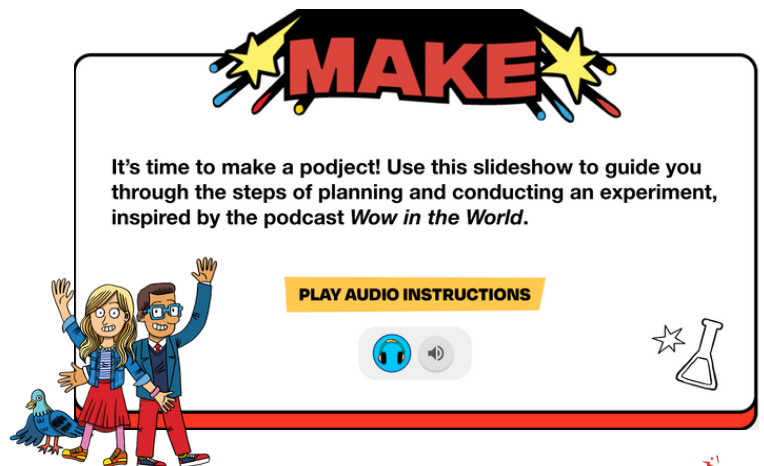 MAKE
It's time to make a podject! Use this slideshow to guide you
through the steps of planning and conducting an experiment,
inspired by the podcast Wow in the World.
PLAY AUDIO INSTRUCTIONS